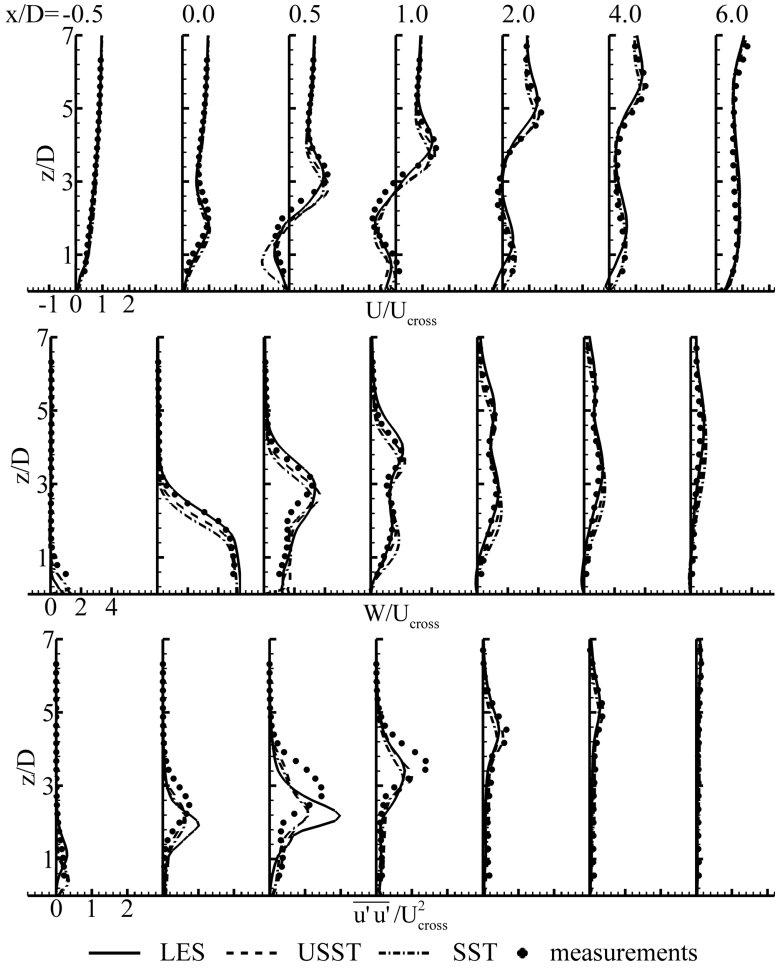 x/D=-0.5 0.0 0.5 1.0 2.0 4.0 6.0
7
5
z/D
3
1
-1 0 1 2
U/U_cross
7
5
z/D
3
1
0 2 4
W/U_cross
7
5
z/D
3
1
0 1 2
u' u'/U²_cross
LES USST SST measurements